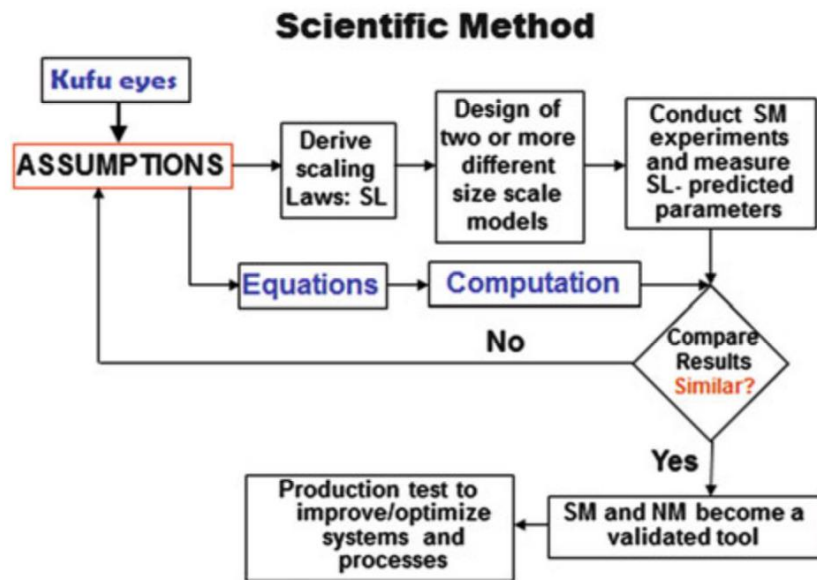 Scientific Method
Kufu eyes
ASSUMPTIONS
Derive
scaling
Laws: SL
Design of
two or more
different
size scale
models
Conduct SM
experiments
and measure
SL- predicted
parameters
Equations
Computation
Compare
Results
Similar?
No
Yes
SM and NM become a
validated tool
Production test to
improve/optimize
systems and
processes